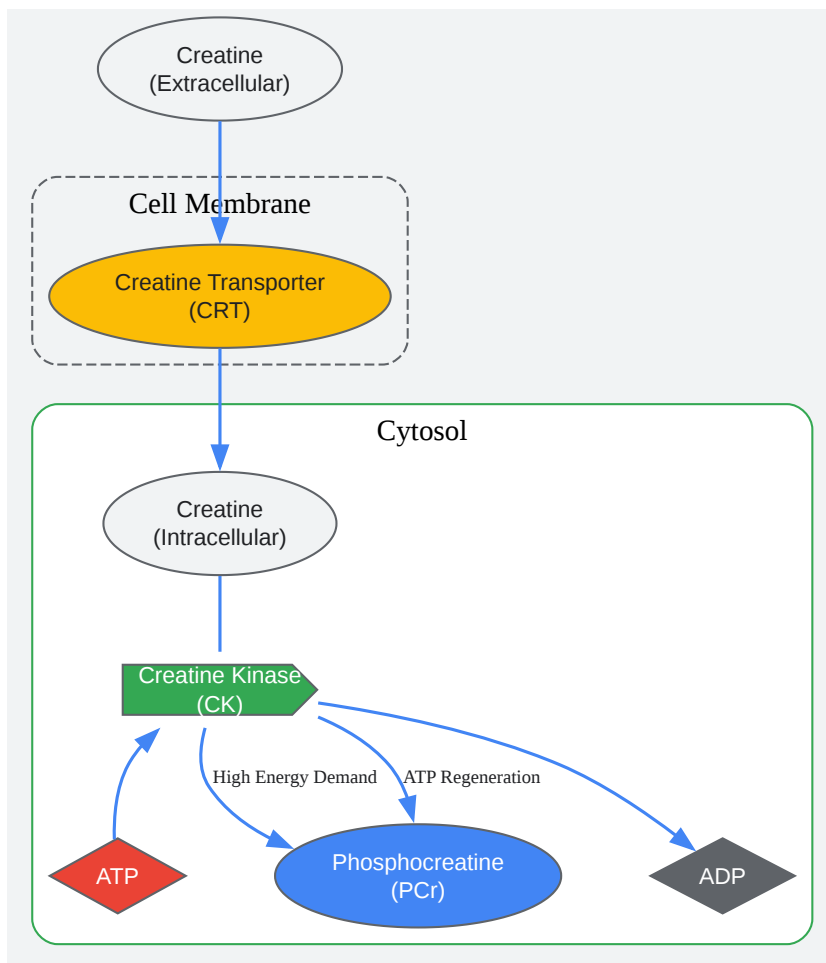 Creatine
(Extracellular)
Cell Membrane
Creatine Transporter
(CRT)
Cytosol
Creatine
(Intracellular)
Creatine Kinase
(CK)
High Energy Demand
ATP Regeneration
ATP
Phosphocreatine
(PCr)
ADP